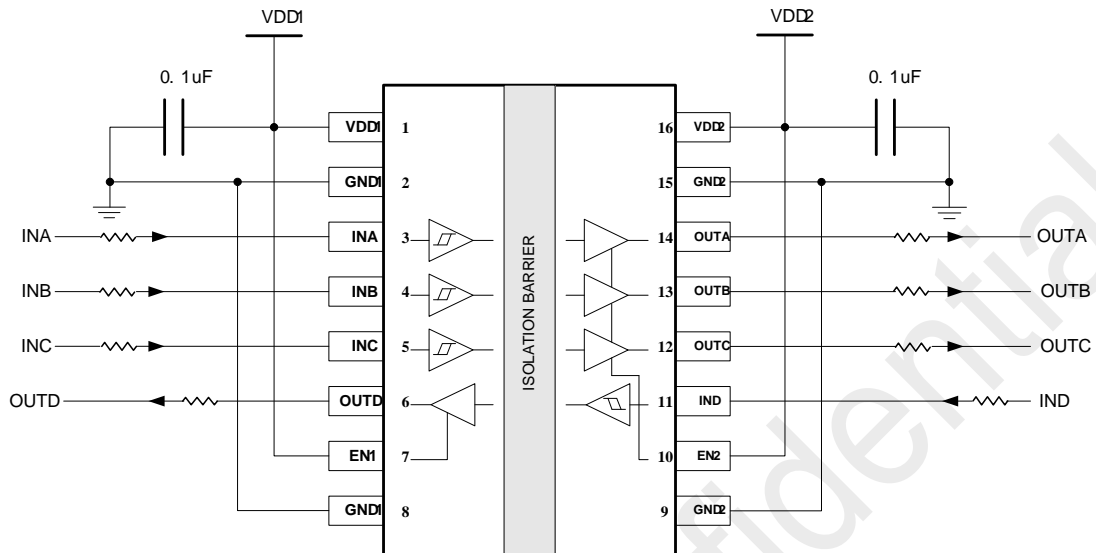 VDD1
VDD2
0. 1uF
0. 1uF
VDD1 1
16 VDD2
GND1 2
15 GND2
INA
INA 3
14 OUTA
OUTA
INB
INB 4
13 OUTB
OUTB
INC
INC 5
12 OUTC
OUTC
OUTD
OUTD 6
11 IND
IND
EN1 7
10 EN2
GND1 8
9 GND2
ISOLATION BARRIER
nfidential